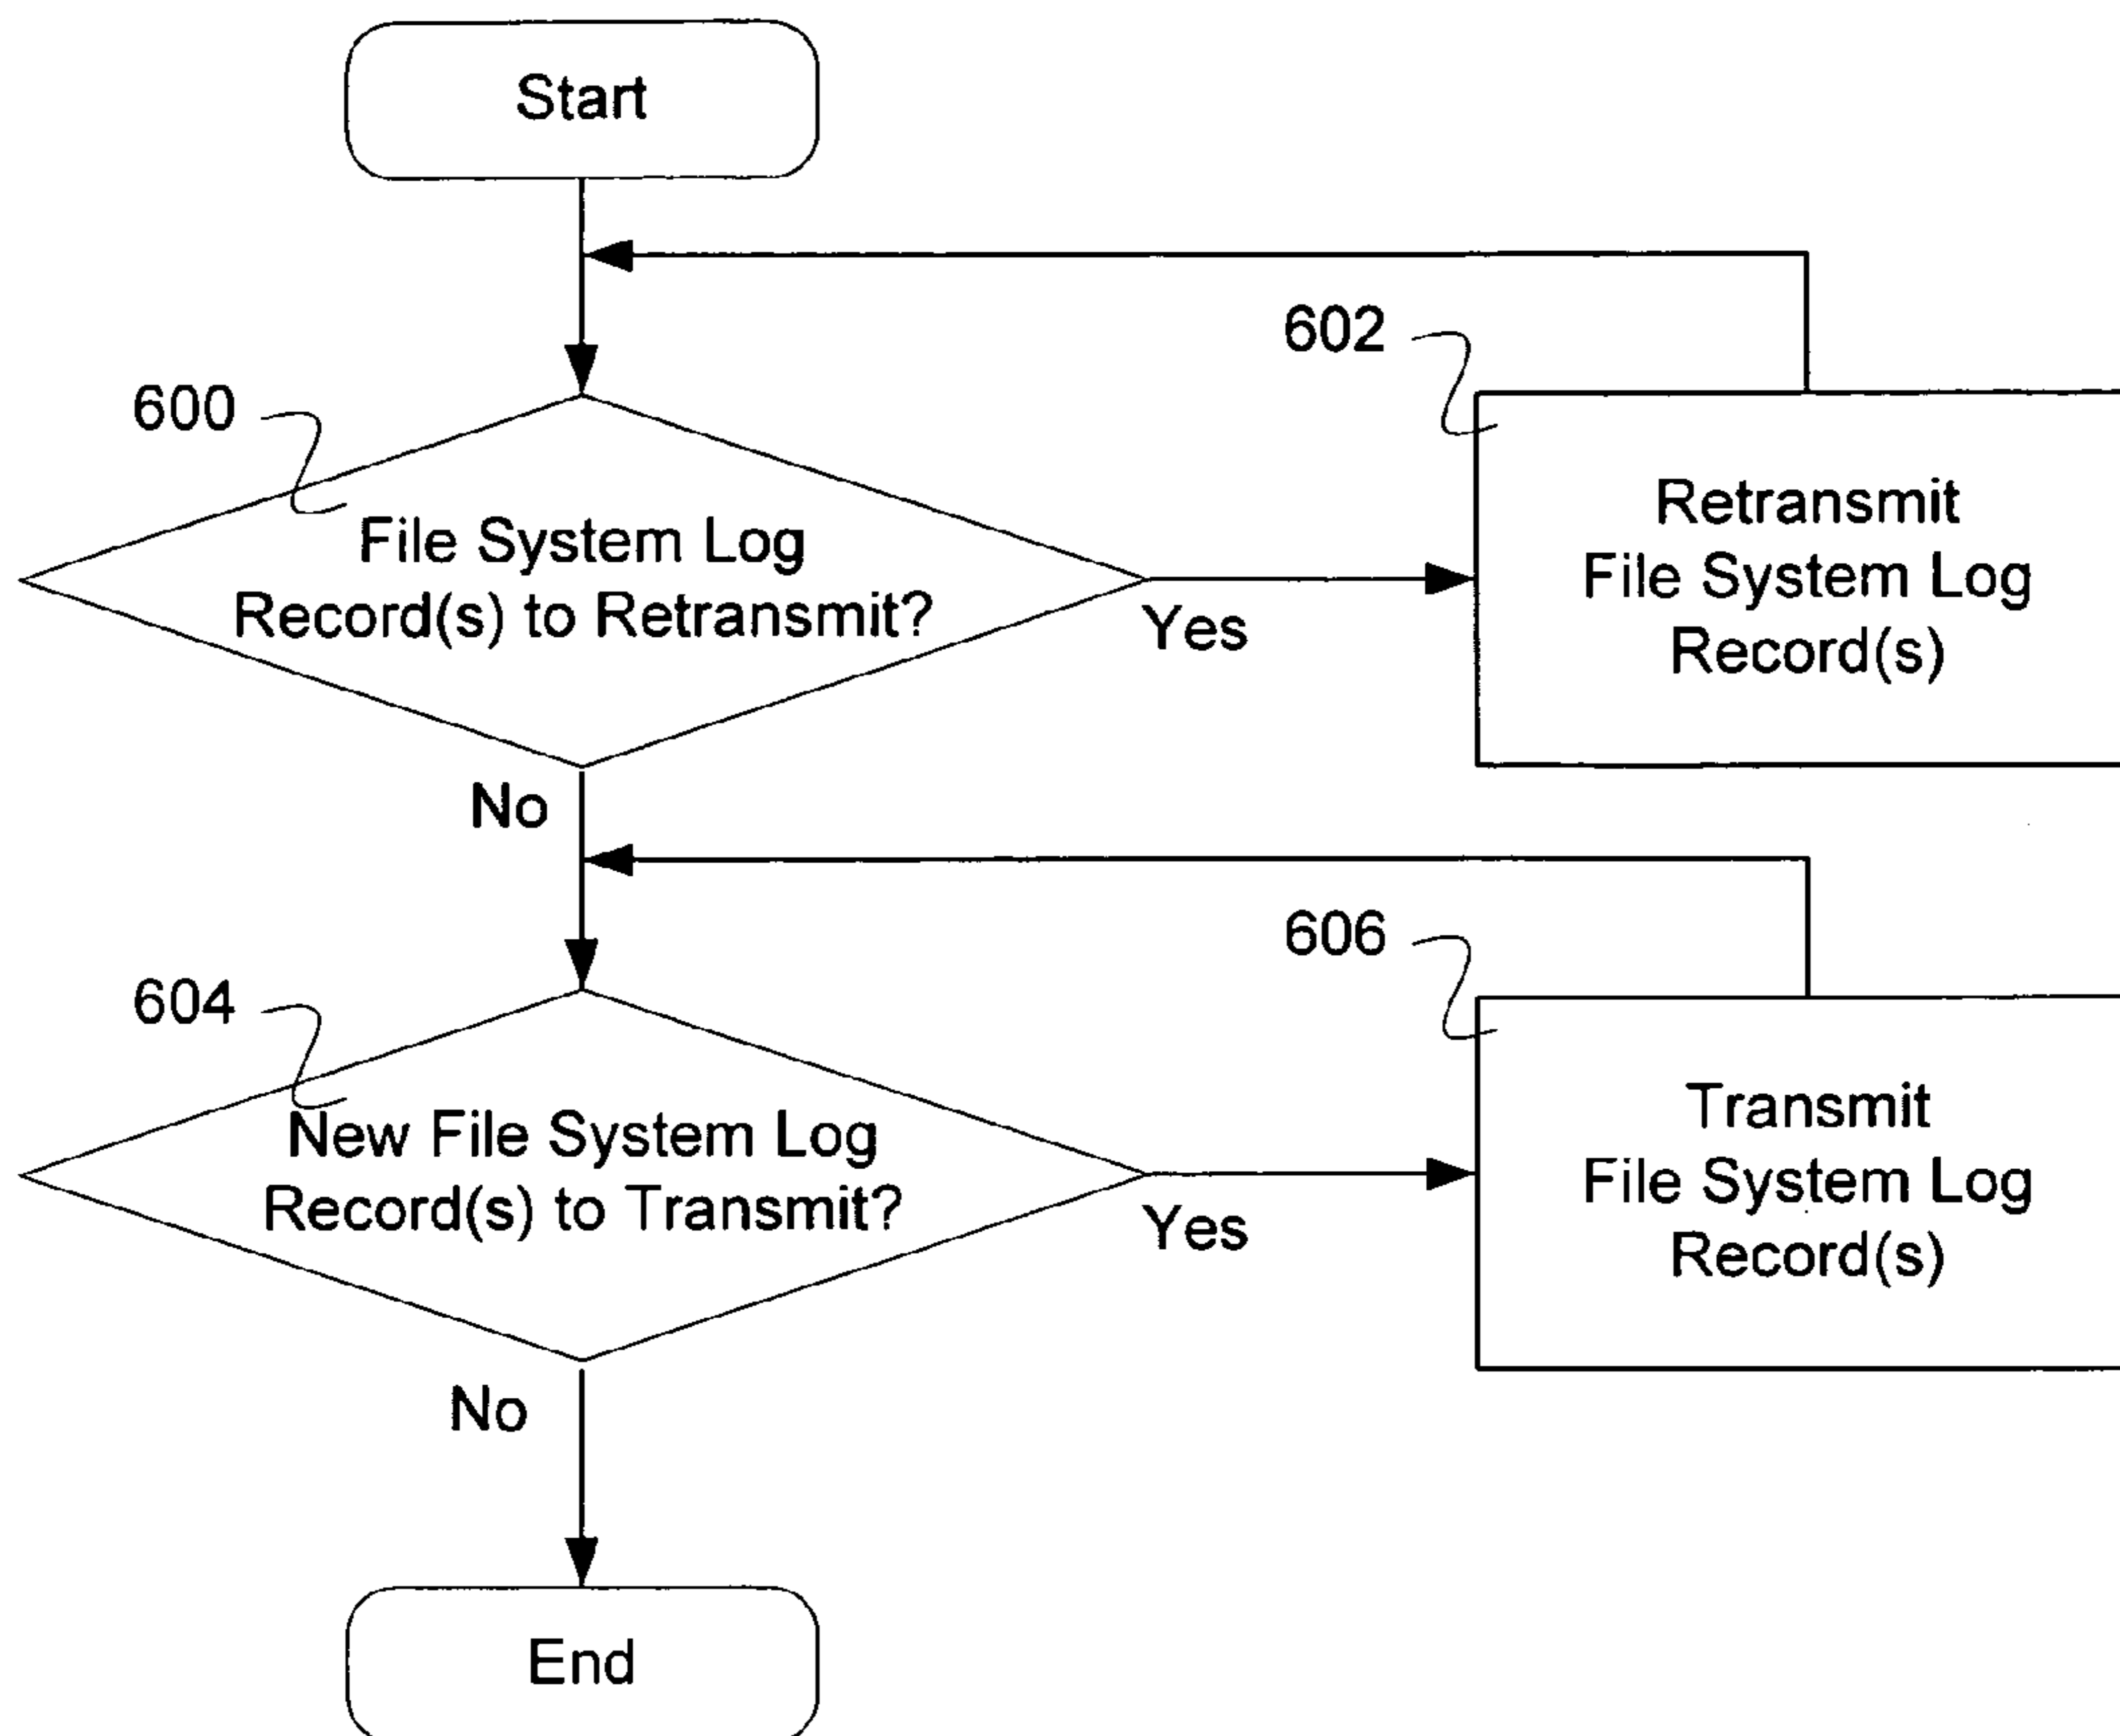 Start
602
600
Retransmit
File System Log
Record(s)
File System Log
Record(s) to Retransmit?
Yes
No
606
604
Transmit
File System Log
Record(s)
New File System Log
Record(s) to Transmit?
Yes
No
End